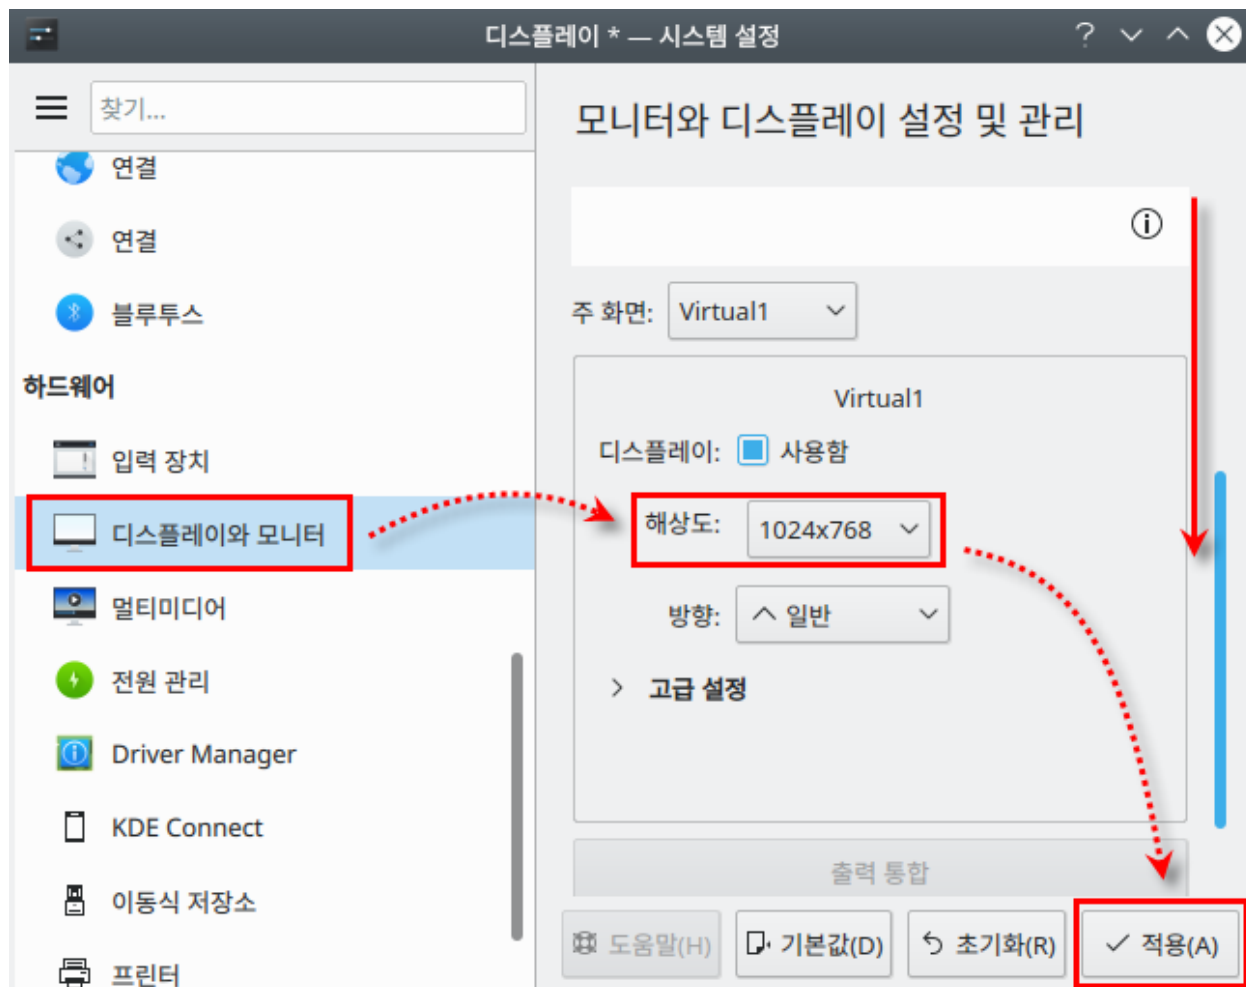 디스플레이 * — 시스템 설정
찾기...
연결
연결
블루투스
하드웨어
입력 장치
디스플레이와 모니터
멀티미디어
전원 관리
Driver Manager
KDE Connect
이동식 저장소
프린터
모니터와 디스플레이 설정 및 관리
주 화면: Virtual1
Virtual1
디스플레이: 사용함
해상도: 1024x768
방향: 일반
고급 설정
출력 통합
도움말(H) 기본값(D) 초기화(R) 적용(A)